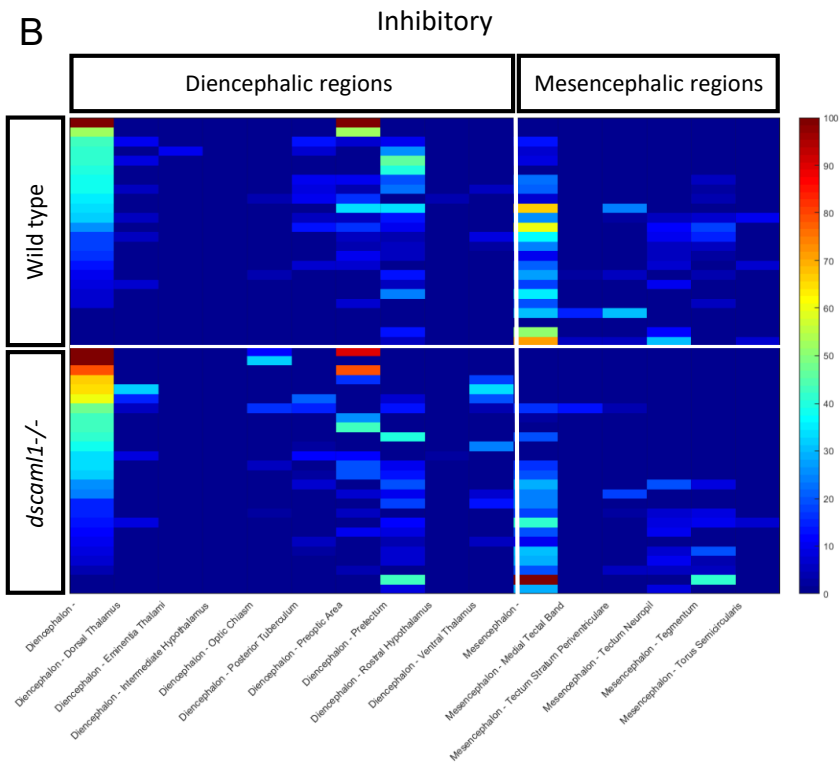 B
Inhibitory
Diencephalic regions
Mesencephalic regions
Wild type
dscaml1-/-
100
90
80
70
60
50
40
30
20
10
0
Diencephalon -
Diencephalon - Dorsal Thalamus
Diencephalon - Eminentia Thalami
Diencephalon - Intermediate Hypothalamus
Diencephalon - Optic Chiasm
Diencephalon - Posterior Tuberculum
Diencephalon - Preoptic Area
Diencephalon - Pretectum
Diencephalon - Rostral Hypothalamus
Diencephalon - Ventral Thalamus
Mesencephalon -
Mesencephalon - Medial Tectal Band
Mesencephalon - Tectum Stratum Periventriculare
Mesencephalon - Tectum Neuropil
Mesencephalon - Tegmentum
Mesencephalon - Torus Semicircularis